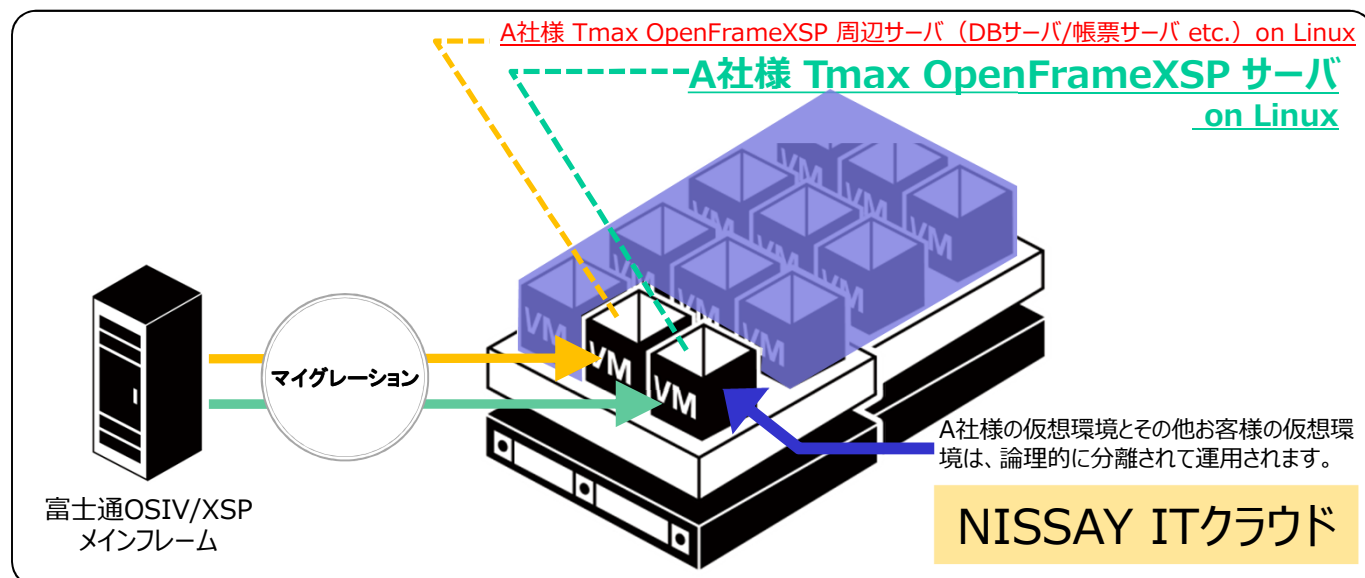 A社様 Tmax OpenFrameXSP 周辺サーバ（DBサーバ/帳票サーバ etc.）on Linux
A社様 Tmax OpenFrameXSP サーバ
on Linux
VM
VM
VM
VM
VM
VM
VM
VM
VM
VM
VM
VM
マイグレーション
A社様の仮想環境とその他お客様の仮想環
境は、論理的に分離されて運用されます。
富士通OSIV/XSP
メインフレーム
NISSAY ITクラウド